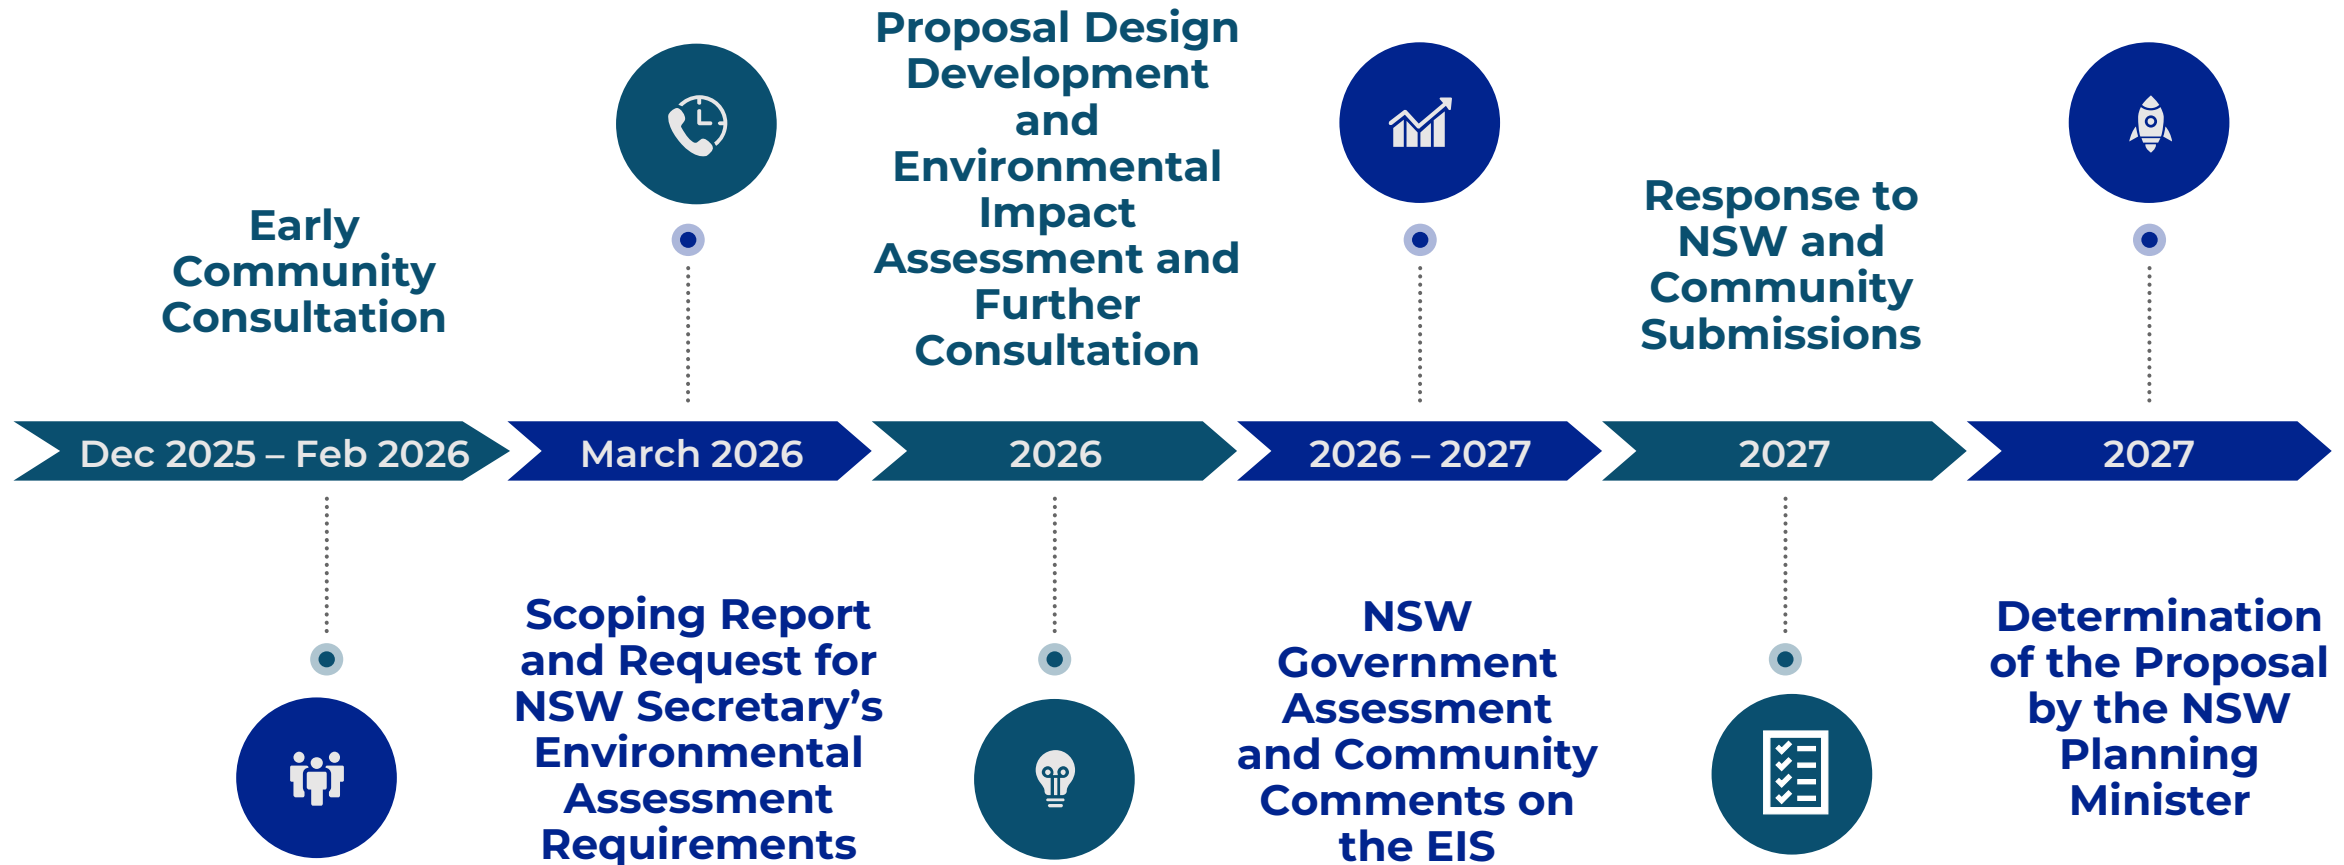 Early
Community
Consultation
Proposal Design
Development
and
Environmental
Impact
Assessment and
Further
Consultation
Response to
NSW and
Community
Submissions
Dec 2025 – Feb 2026
March 2026
2026
2026 – 2027
2027
2027
Scoping Report
and Request for
NSW Secretary’s
Environmental
Assessment
Requirements
NSW
Government
Assessment
and Community
Comments on
the EIS
Determination
of the Proposal
by the NSW
Planning
Minister